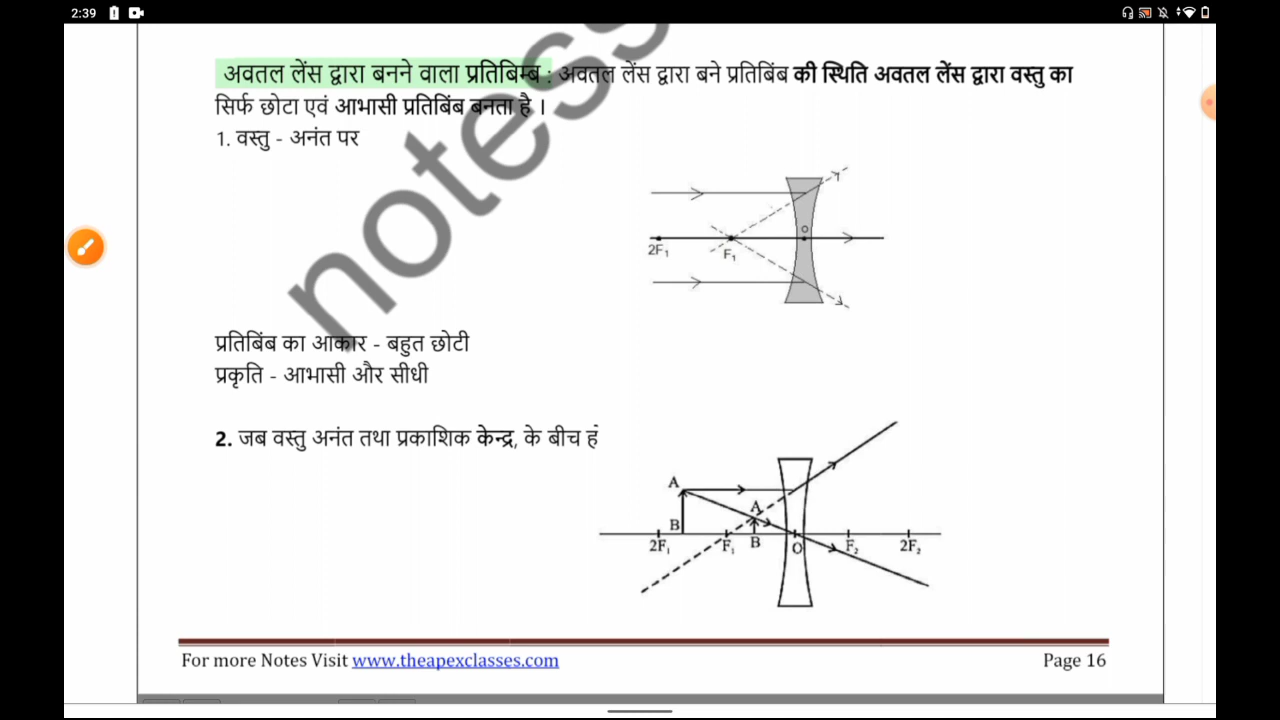 2:39
अवतल लेंस द्वारा बनने वाला प्रतिबिम्ब : अवतल लेंस द्वारा बने प्रतिबिंब की स्थिति अवतल लेंस द्वारा वस्तु का
सिर्फ छोटा एवं आभासी प्रतिबिंब बनता है ।
1. वस्तु - अनंत पर
notes
O
2F₁ F₁
प्रतिबिंब का आकार - बहुत छोटी
प्रकृति - आभासी और सीधी
2. जब वस्तु अनंत तथा प्रकाशिक केन्द्र, के बीच
A
A
B
2F₁ F₁ B O F₂ 2F₂
For more Notes Visit www.theapexclasses.com Page 16